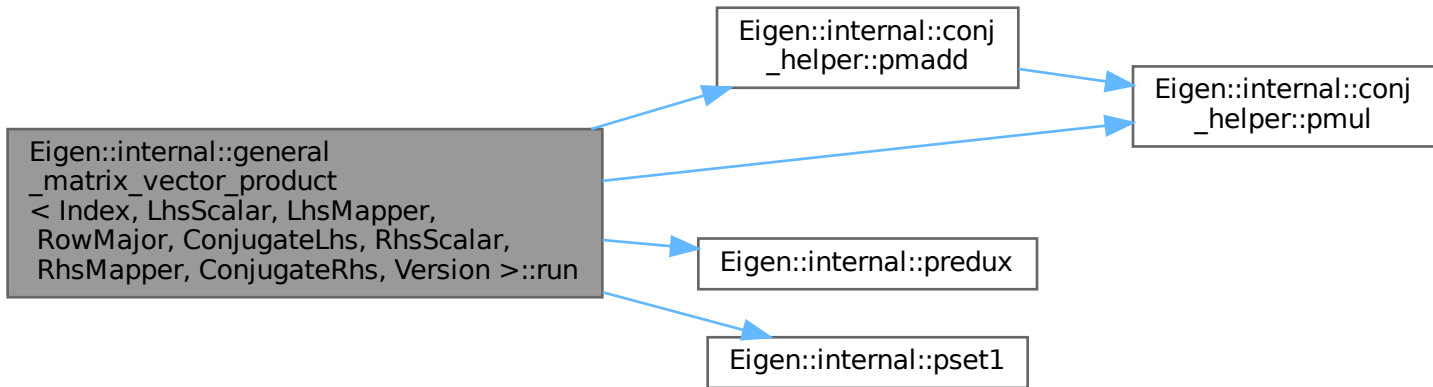 Eigen::internal::conj
_helper::pmadd
Eigen::internal::conj
_helper::pmul
Eigen::internal::general
_matrix_vector_product
< Index, LhsScalar, LhsMapper,
RowMajor, ConjugateLhs, RhsScalar,
RhsMapper, ConjugateRhs, Version >::run
Eigen::internal::predux
Eigen::internal::pset1